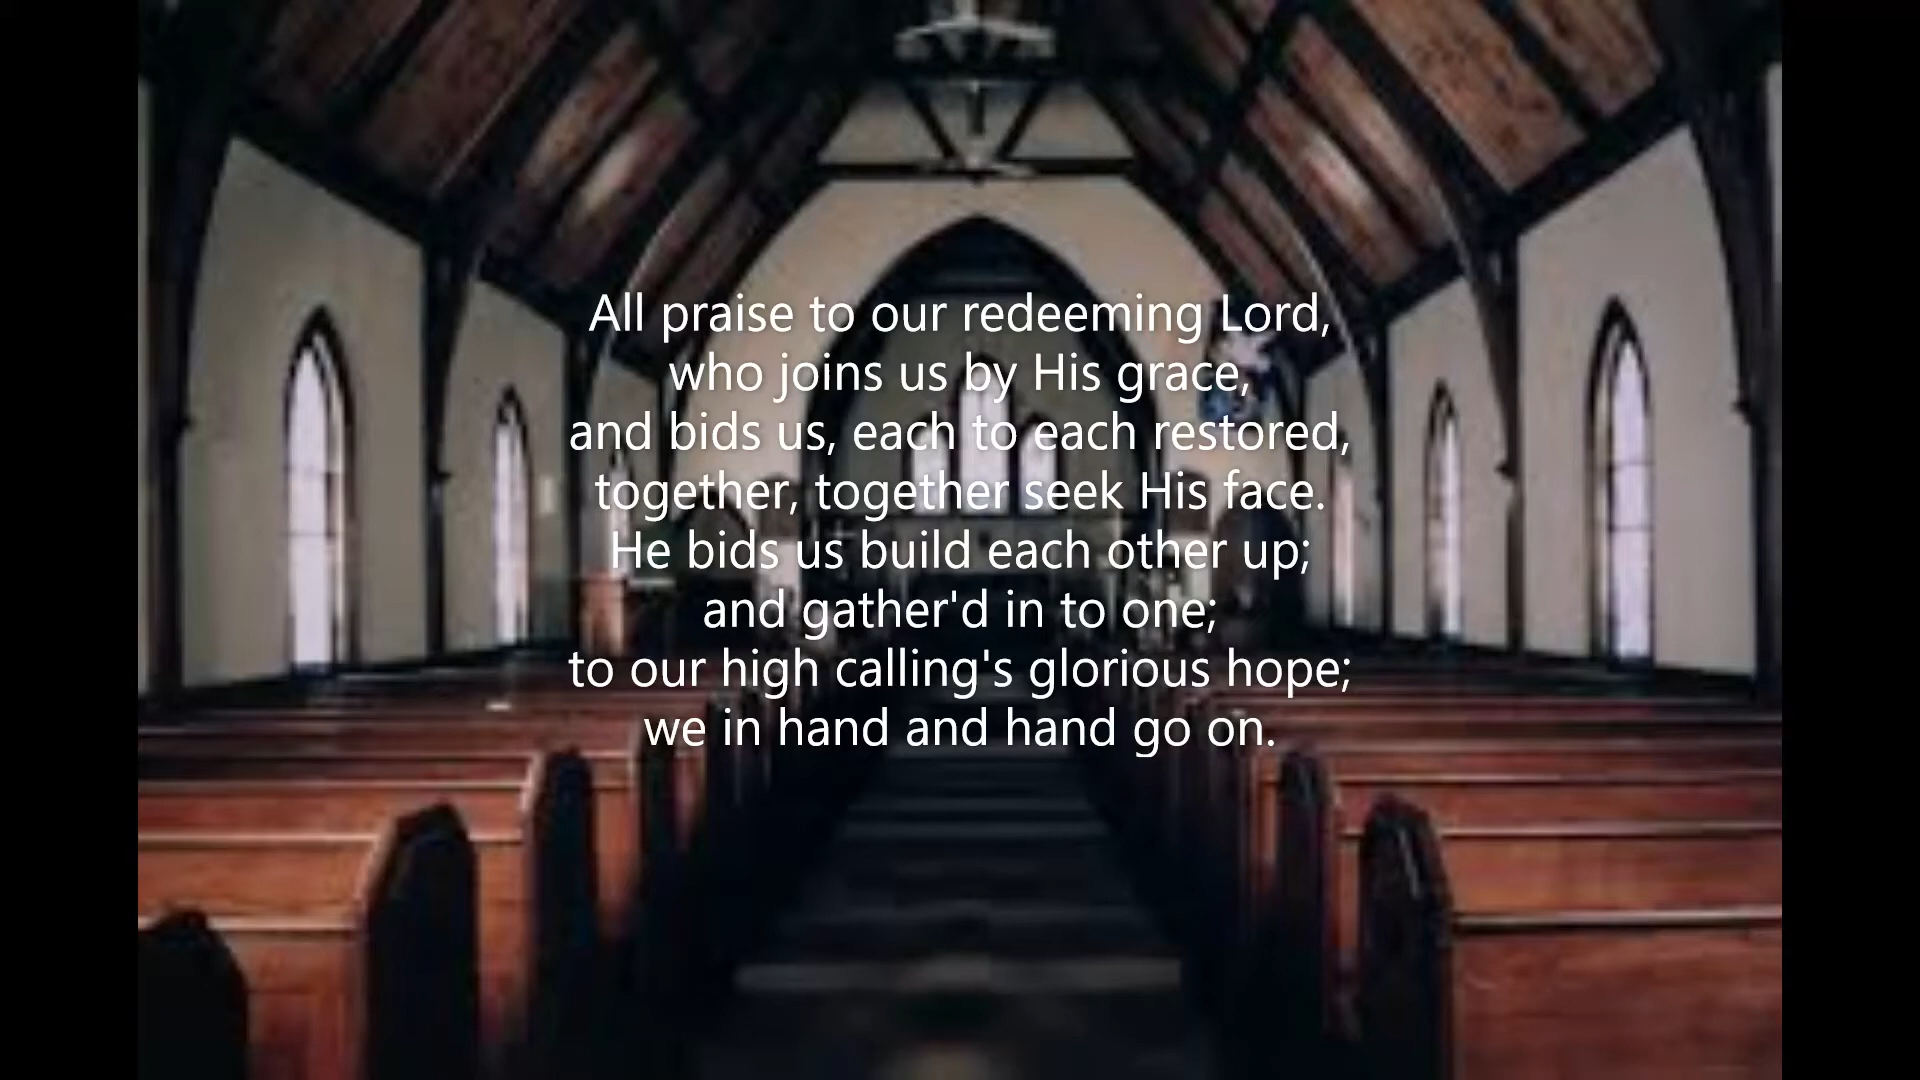 All praise to our redeeming Lord,
who joins us by His grace,
and bids us, each to each restored,
together, together seek His face.
He bids us build each other up;
and gather'd in to one;
to our high calling's glorious hope;
we in hand and hand go on.